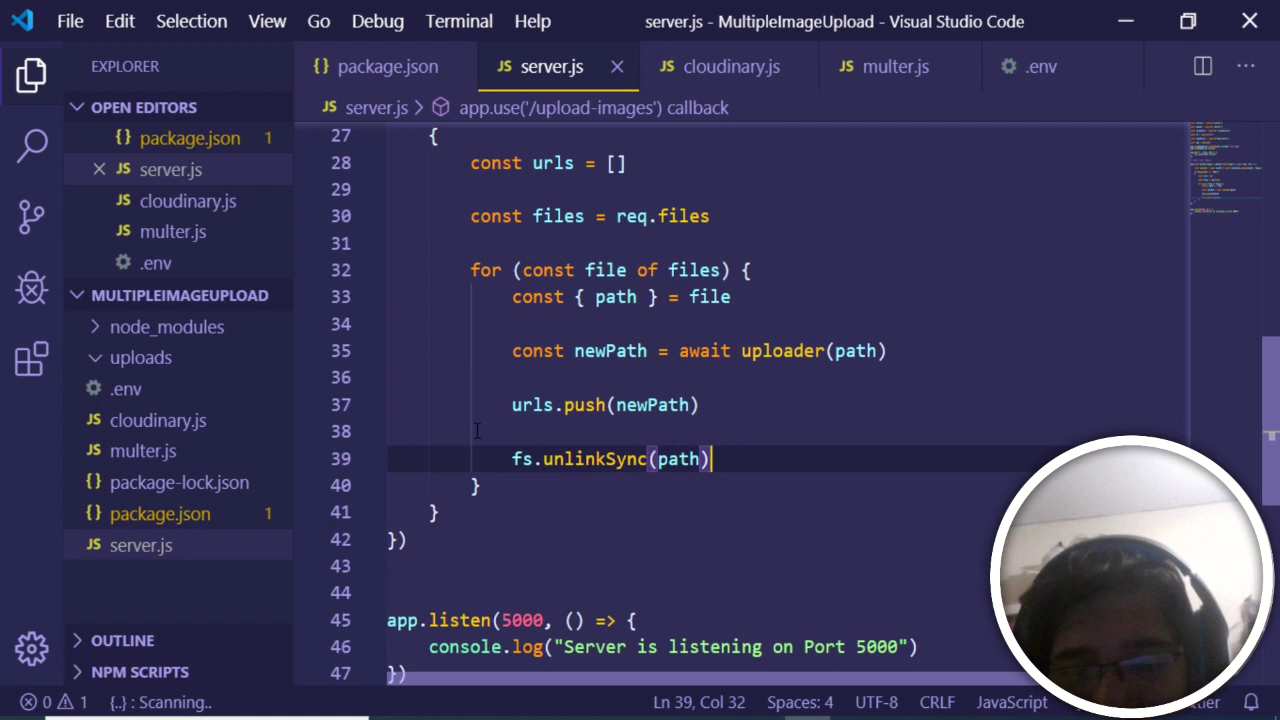 File Edit Selection View Go Debug Terminal Help server.js - MultipleImageUpload - Visual Studio Code
EXPLORER
{} package.json JS server.js JS cloudinary.js JS multer.js .env
OPEN EDITORS
{} package.json 1
JS server.js
JS cloudinary.js
JS multer.js
.env
MULTIPLEIMAGEUPLOAD
node_modules
uploads
.env
JS cloudinary.js
JS multer.js
{} package-lock.json
{} package.json 1
JS server.js
OUTLINE
NPM SCRIPTS
JS server.js > app.use('/upload-images') callback
27 {
28 const urls = []
29
30 const files = req.files
31
32 for (const file of files) {
33 const { path } = file
34
35 const newPath = await uploader(path)
36
37 urls.push(newPath)
38
39 fs.unlinkSync(path)
40 }
41 }
42 })
43
44
45 app.listen(5000, () => {
46 console.log("Server is listening on Port 5000")
47 })
0 1 {..} : Scanning.. Ln 39, Col 32 Spaces: 4 UTF-8 CRLF JavaScript